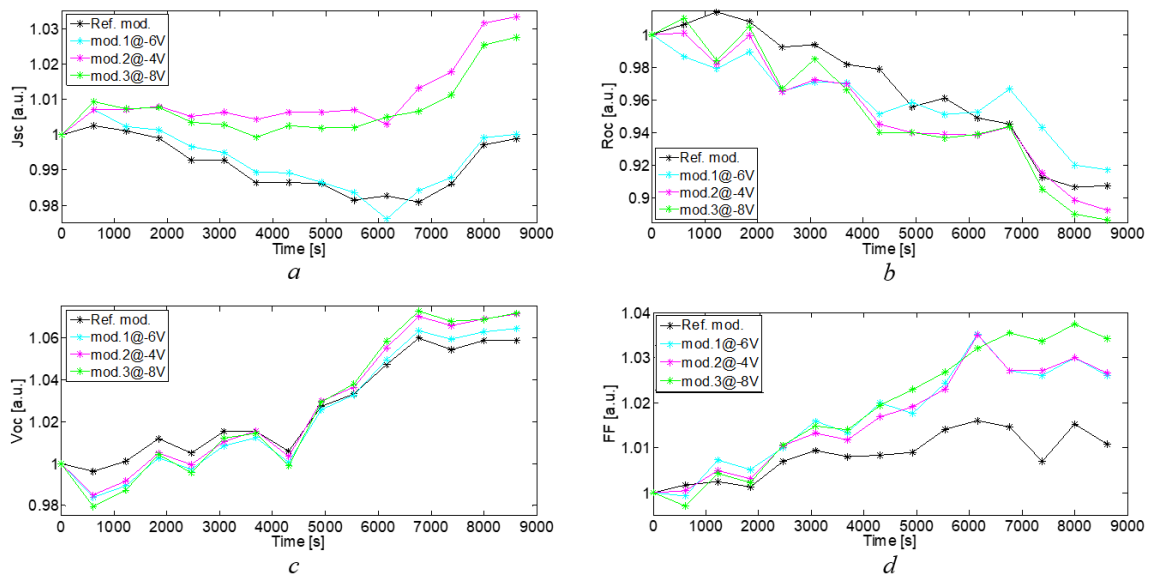 Jsc [a.u.]
1.03
1.02
1.01
1
0.99
0.98
Ref. mod.
mod.1@-6V
mod.2@-4V
mod.3@-8V
0 1000 2000 3000 4000 5000 6000 7000 8000 9000
Time [s]
a
Roc [a.u.]
1
0.98
0.96
0.94
0.92
0.9
Ref. mod.
mod.1@-6V
mod.2@-4V
mod.3@-8V
0 1000 2000 3000 4000 5000 6000 7000 8000 9000
Time [s]
b
Voc [a.u.]
1.06
1.04
1.02
1
0.98
Ref. mod.
mod.1@-6V
mod.2@-4V
mod.3@-8V
0 1000 2000 3000 4000 5000 6000 7000 8000 9000
Time [s]
c
FF [a.u.]
1.04
1.03
1.02
1.01
1
Ref. mod.
mod.1@-6V
mod.2@-4V
mod.3@-8V
0 1000 2000 3000 4000 5000 6000 7000 8000 9000
Time [s]
d